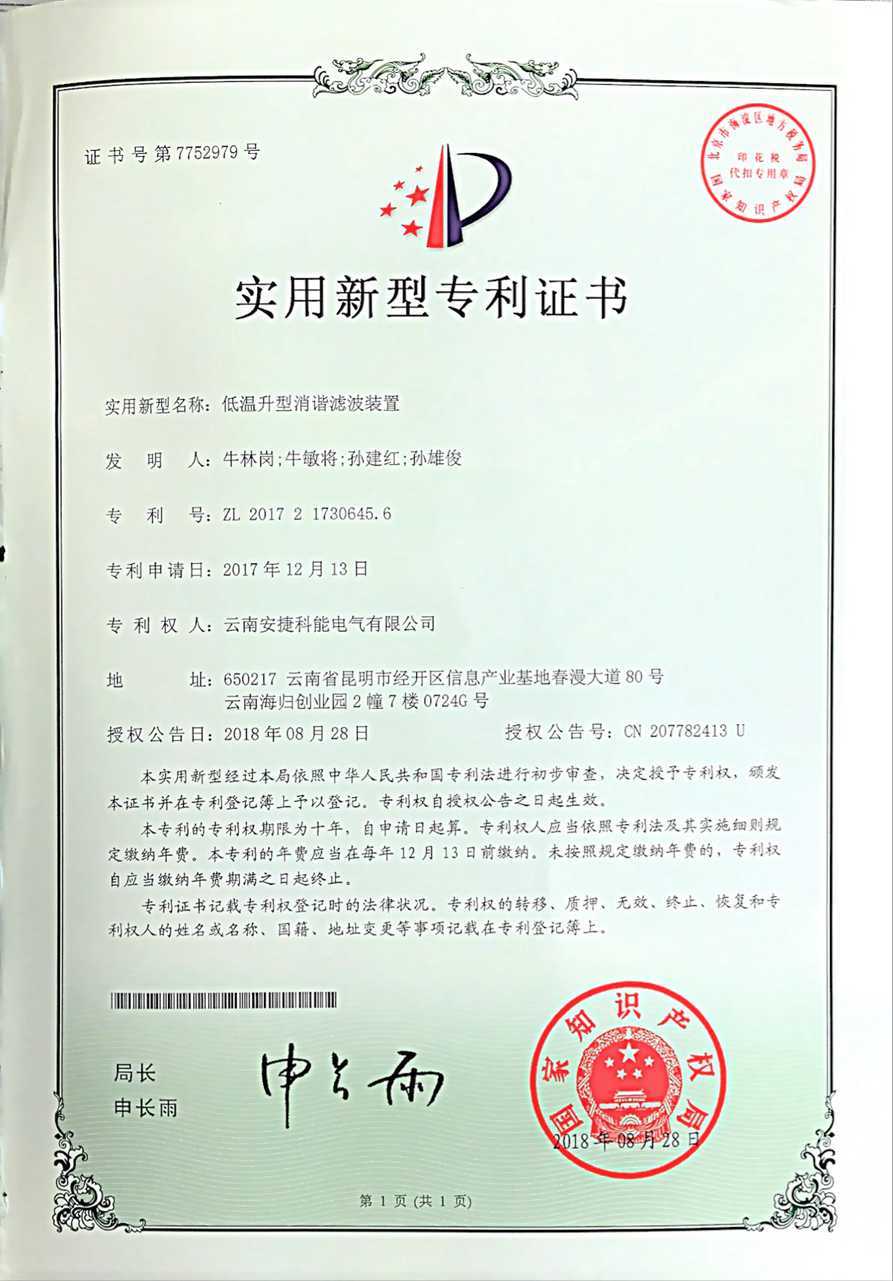 证书号第7752979号
北京市海淀区地方税务局
印花税
代扣专用章
国家知识产权局
实用新型专利证书
实用新型名称：低温升型消谐滤波装置
发明人：牛林岗;牛敏将;孙建红;孙雄俊
专利号：ZL 2017 2 1730645.6
专利申请日：2017年12月13日
专利权人：云南安捷科能电气有限公司
地址：650217 云南省昆明市经开区信息产业基地春漫大道80号
云南海归创业园2幢7楼0724G号
授权公告日：2018年08月28日 授权公告号：CN 207782413 U
本实用新型经过本局依照中华人民共和国专利法进行初步审查，决定授予专利权，颁发
本证书并在专利登记簿上予以登记。专利权自授权公告之日起生效。
本专利的专利权期限为十年，自申请日起算。专利权人应当依照专利法及其实施细则规
定缴纳年费。本专利的年费应当在每年12月13日前缴纳。未按照规定缴纳年费的，专利权
自应当缴纳年费期满之日起终止。
专利证书记载专利权登记时的法律状况。专利权的转移、质押、无效、终止、恢复和专
利权人的姓名或名称、国籍、地址变更等事项记载在专利登记簿上。
局长
申长雨
申长雨
国家知识产权局
2018年08月28日
第1页(共1页)